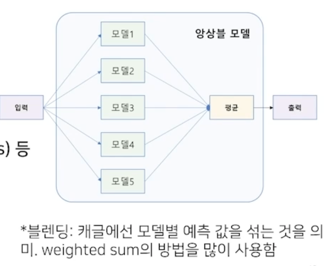 앙상블 모델
모델1
모델2
입력
모델3
평균
출력
모델4
모델5
s) 등
*블렌딩: 캐글에선 모델별 예측 값을 섞는 것을 의
미. weighted sum의 방법을 많이 사용함